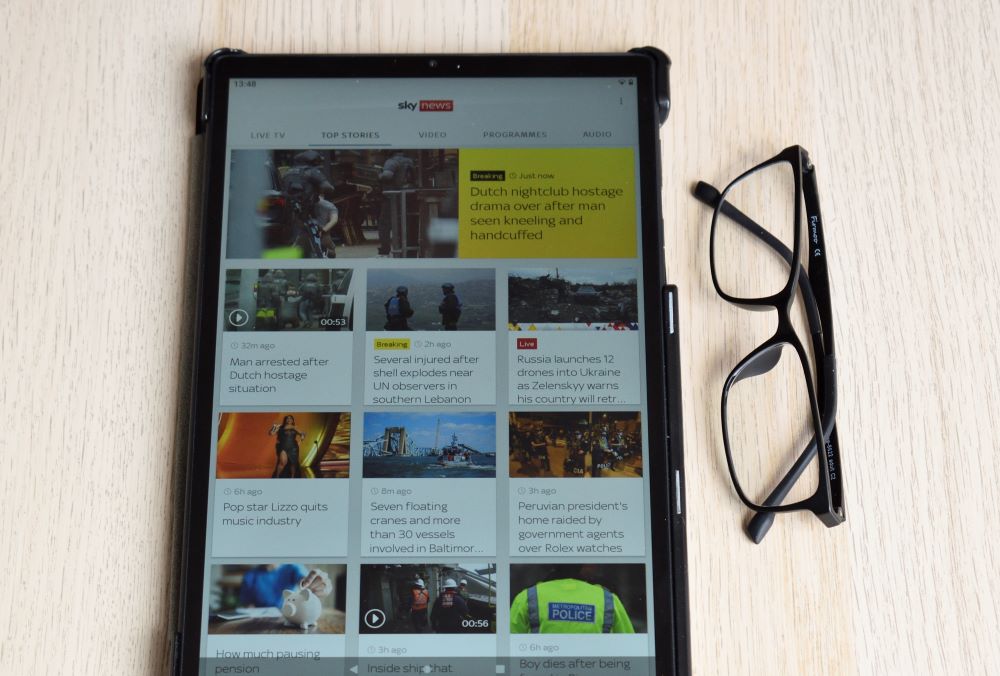 13:48
sky news
LIVE TV
TOP STORIES
VIDEO
PROGRAMMES
AUDIO
Breaking Just now
Dutch nightclub hostage
drama over after man
seen kneeling and
handcuffed
00:53
32m ago
Man arrested after
Dutch hostage
situation
Breaking 2h ago
Several injured after
shell explodes near
UN observers in
southern Lebanon
Live
Russia launches 12
drones into Ukraine
as Zelenskyy warns
his country will retr...
6h ago
Pop star Lizzo quits
music industry
8m ago
Seven floating
cranes and more
than 30 vessels
involved in Baltimor...
3h ago
Peruvian president's
home raided by
government agents
over Rolex watches
How much pausing
pension
00:56
3h ago
Inside ship that
METROPOLITAN
POLICE
6h ago
Boy dies after being
Firmoo CE